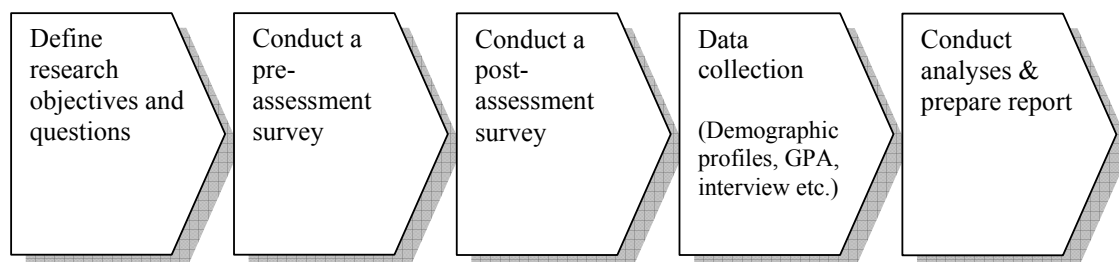 Define
research
objectives and
questions
Conduct a
pre-
assessment
survey
Conduct a
post-
assessment
survey
Data
collection
(Demographic
profiles, GPA,
interview etc.)
Conduct
analyses &
prepare report